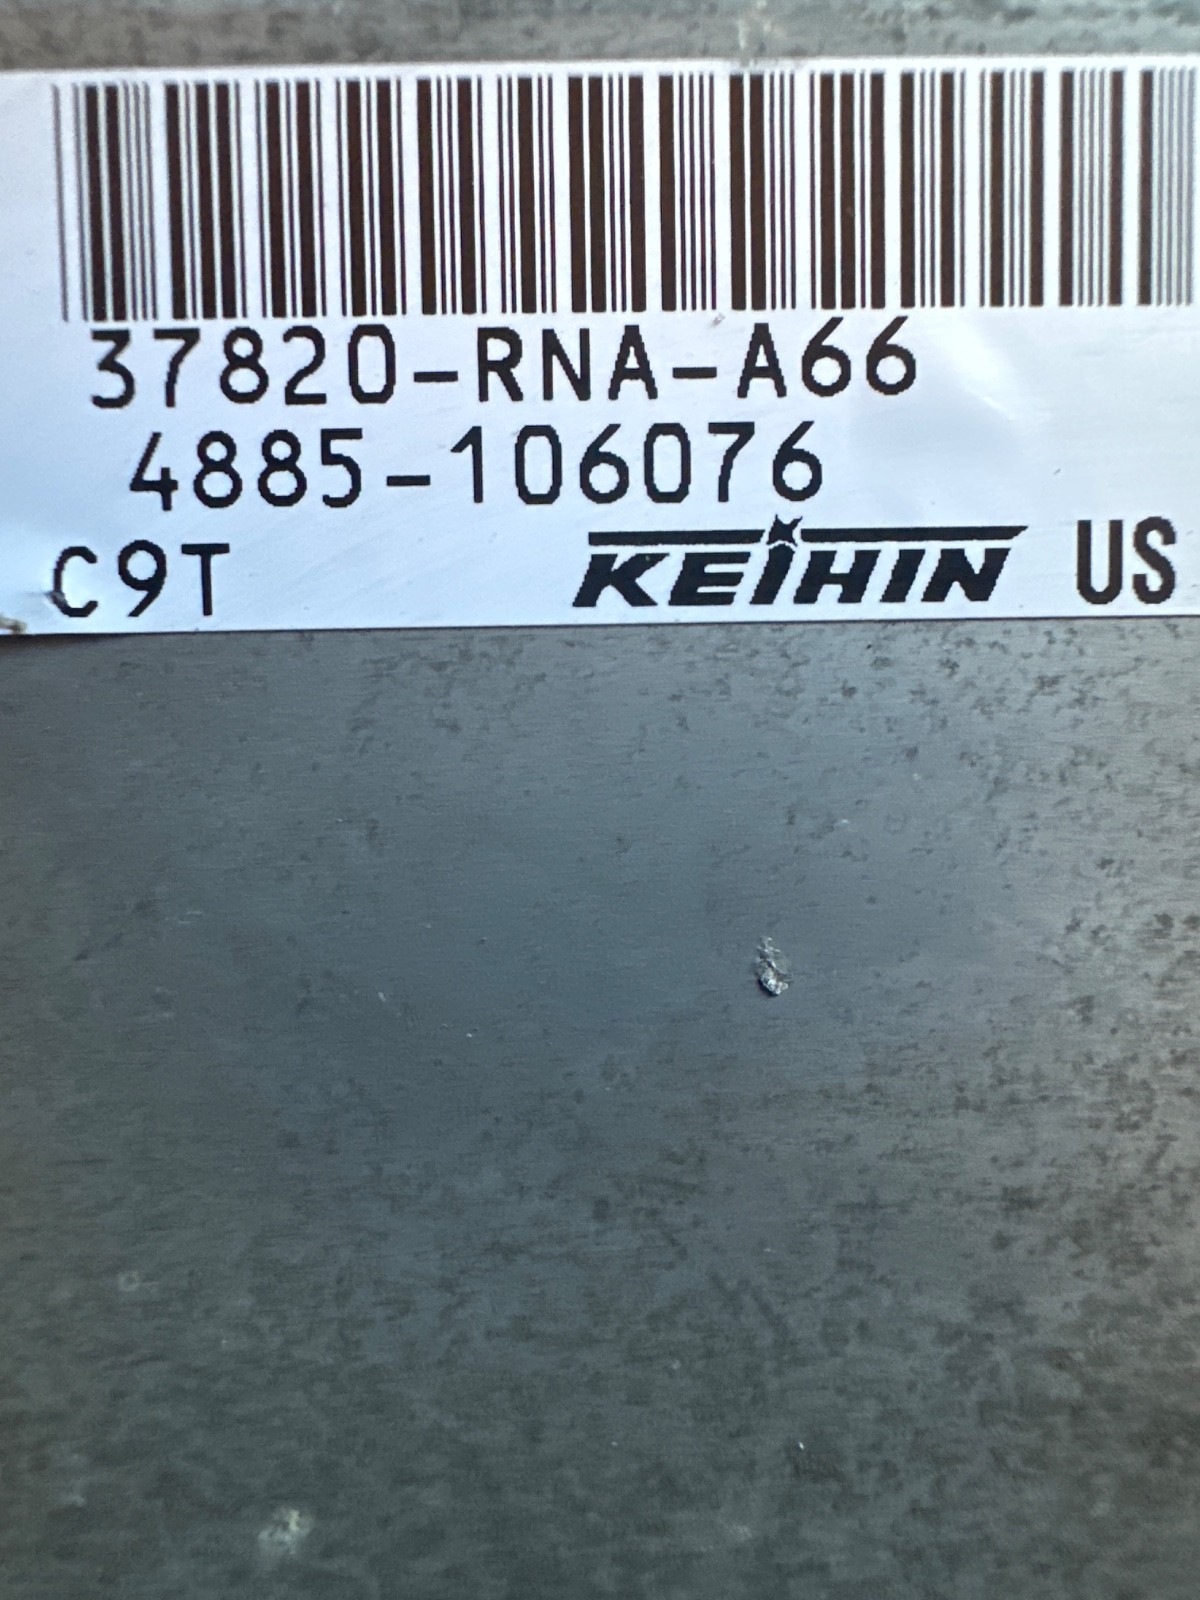 37820-RNA-A66
4885-106076
C9T KEIHIN US